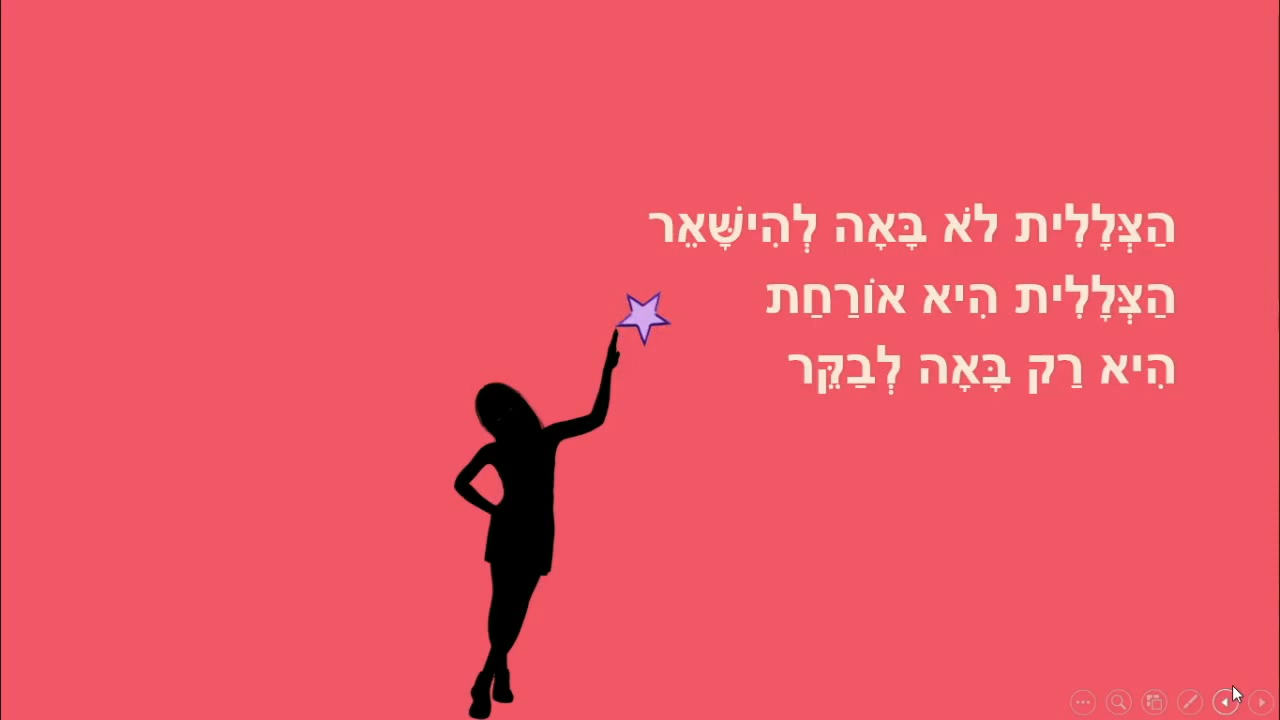 הַצְּלָלִית לֹא בָּאָה לְהִישָּׁאֵר
הַצְּלָלִית הִיא אוֹרַחַת
הִיא רַק בָּאָה לְבַקֵּר